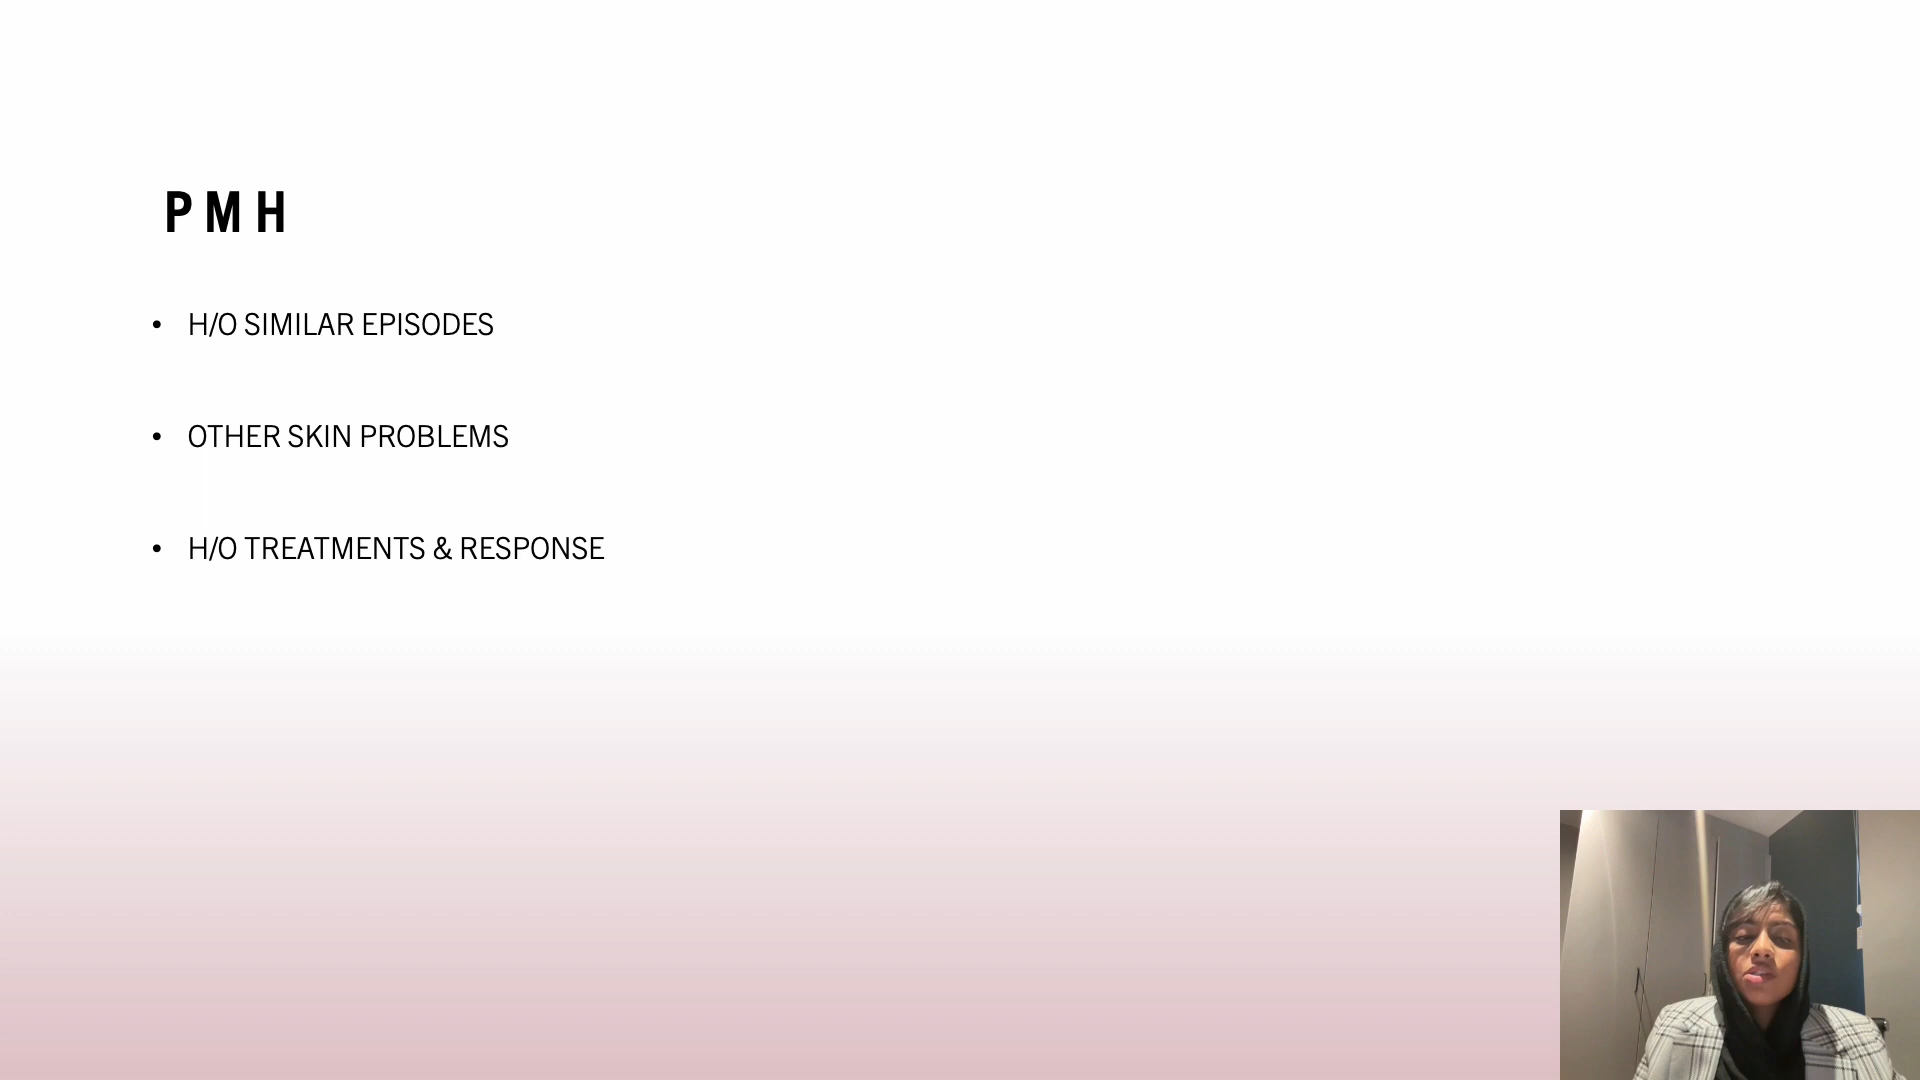 PMH
• H/O SIMILAR EPISODES
• OTHER SKIN PROBLEMS
• H/O TREATMENTS & RESPONSE